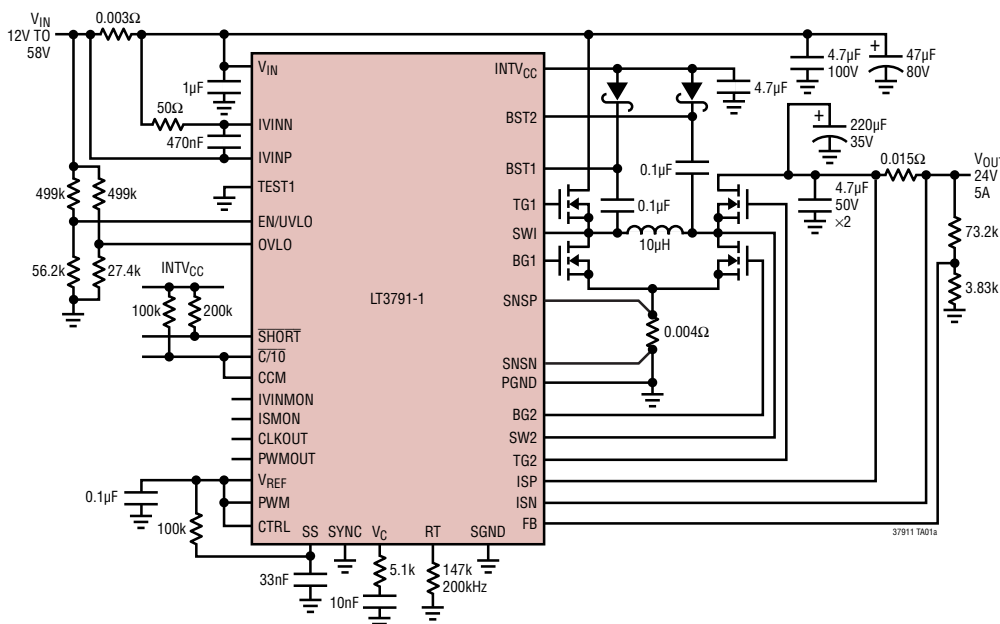 VIN
12V TO
58V
0.003Ω
1µF
50Ω
470nF
499k
499k
56.2k
27.4k
INTVCC
100k
200k
0.1µF
100k
33nF
5.1k
10nF
147k
200kHz
VIN
IVINN
IVINP
TEST1
EN/UVLO
OVLO
LT3791-1
SHORT
C/10
CCM
IVINMON
ISMON
CLKOUT
PWMOUT
VREF
PWM
CTRL
SS
SYNC
VC
RT
SGND
INTVCC
BST2
BST1
TG1
SWI
BG1
SNSP
SNSN
PGND
BG2
SW2
TG2
ISP
ISN
FB
4.7µF
0.1µF
0.1µF
10µH
0.004Ω
4.7µF
100V
+
47µF
80V
+
220µF
35V
0.015Ω
4.7µF
50V
×2
VOUT
24V
5A
73.2k
3.83k
37911 TA01a